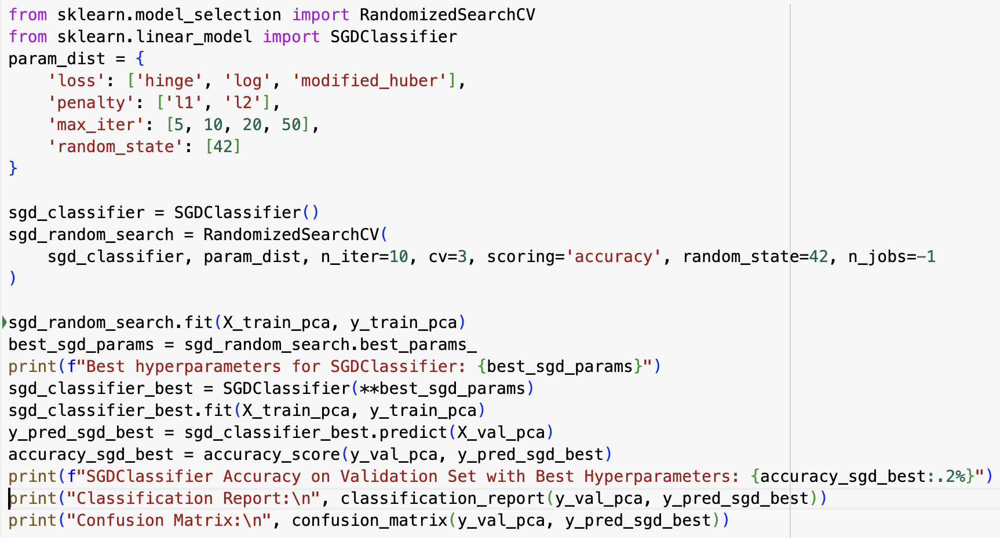 from sklearn.model_selection import RandomizedSearchCV
from sklearn.linear_model import SGDClassifier
param_dist = {
    'loss': ['hinge', 'log', 'modified_huber'],
    'penalty': ['l1', 'l2'],
    'max_iter': [5, 10, 20, 50],
    'random_state': [42]
}

sgd_classifier = SGDClassifier()
sgd_random_search = RandomizedSearchCV(
    sgd_classifier, param_dist, n_iter=10, cv=3, scoring='accuracy', random_state=42, n_jobs=-1
)

sgd_random_search.fit(X_train_pca, y_train_pca)
best_sgd_params = sgd_random_search.best_params_
print(f"Best hyperparameters for SGDClassifier: {best_sgd_params}")
sgd_classifier_best = SGDClassifier(**best_sgd_params)
sgd_classifier_best.fit(X_train_pca, y_train_pca)
y_pred_sgd_best = sgd_classifier_best.predict(X_val_pca)
accuracy_sgd_best = accuracy_score(y_val_pca, y_pred_sgd_best)
print(f"SGDClassifier Accuracy on Validation Set with Best Hyperparameters: {accuracy_sgd_best:.2%}")
print("Classification Report:\n", classification_report(y_val_pca, y_pred_sgd_best))
print("Confusion Matrix:\n", confusion_matrix(y_val_pca, y_pred_sgd_best))